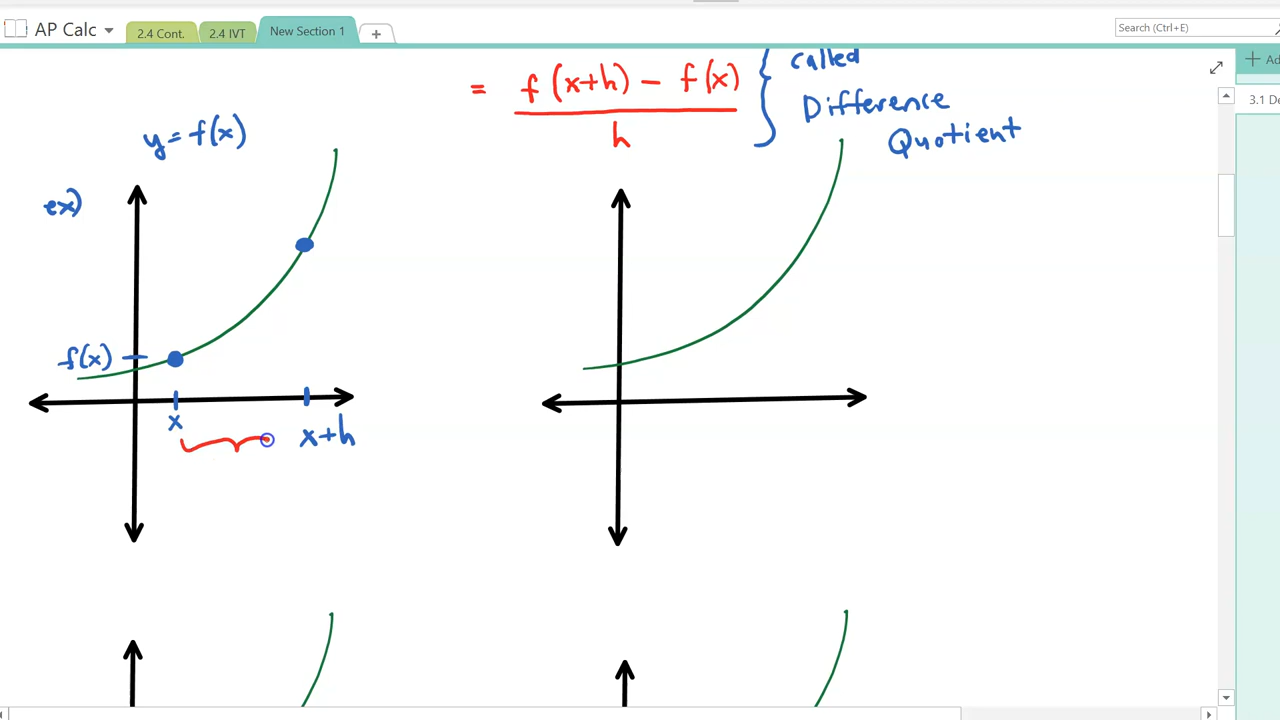 AP Calc
2.4 Cont.
2.4 IVT
New Section 1
+
Search (Ctrl+E)
called
= f(x+h) - f(x)
h
Difference
Quotient
y = f(x)
ex)
f(x)
x
x+h